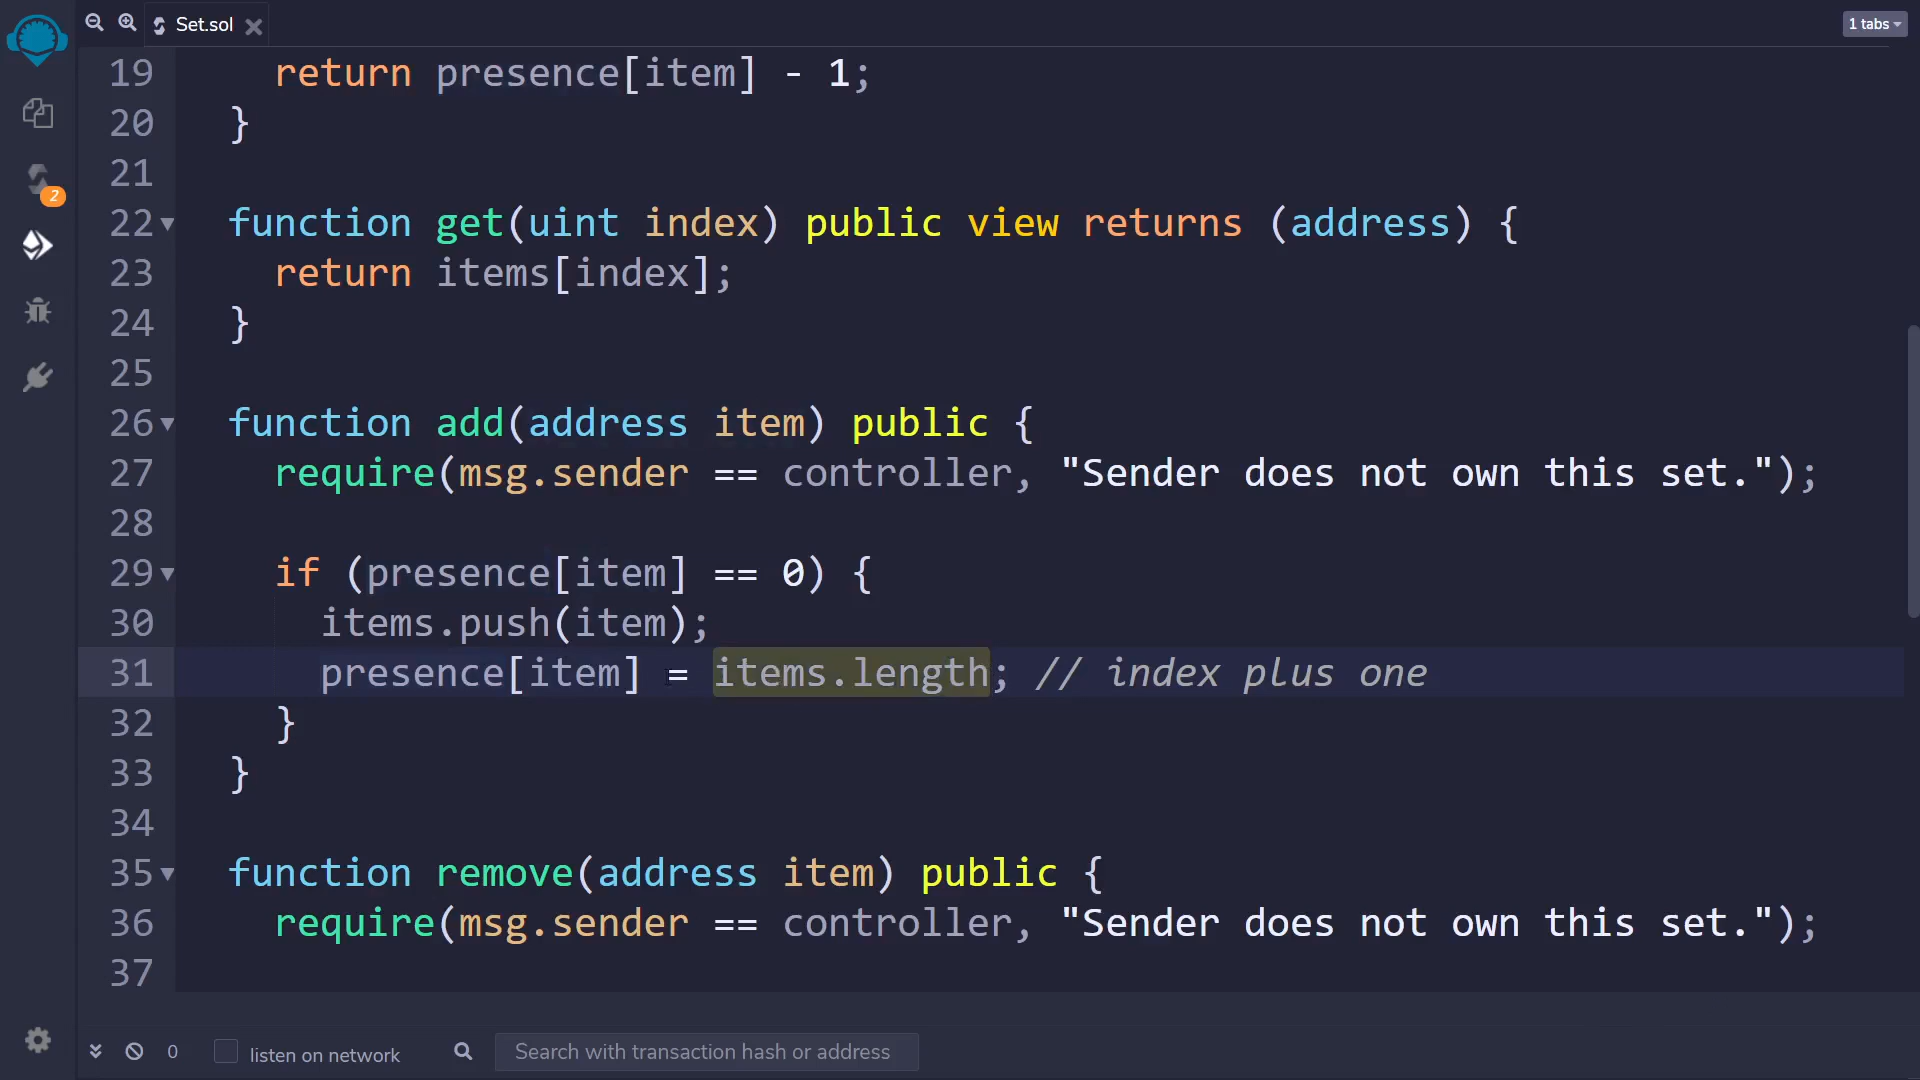 Set.sol
1 tabs
19 return presence[item] - 1;
20 }
21
22 function get(uint index) public view returns (address) {
23 return items[index];
24 }
25
26 function add(address item) public {
27 require(msg.sender == controller, "Sender does not own this set.");
28
29 if (presence[item] == 0) {
30 items.push(item);
31 presence[item] = items.length; // index plus one
32 }
33 }
34
35 function remove(address item) public {
36 require(msg.sender == controller, "Sender does not own this set.");
37
2
0 listen on network Search with transaction hash or address